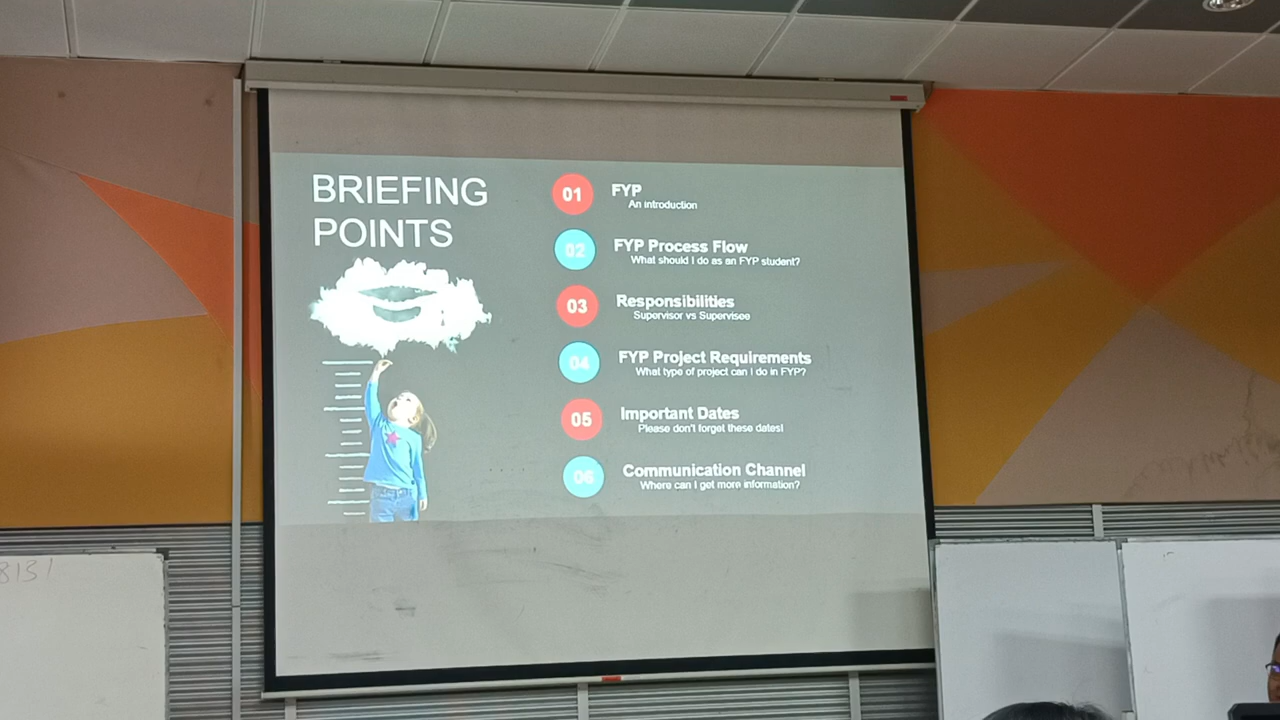 BRIEFING
POINTS
01
FYP
An introduction
02
FYP Process Flow
What should I do as an FYP student?
03
Responsibilities
Supervisor vs Supervisee
04
FYP Project Requirements
What type of project can I do in FYP?
05
Important Dates
Please don't forget these dates!
06
Communication Channel
Where can I get more information?